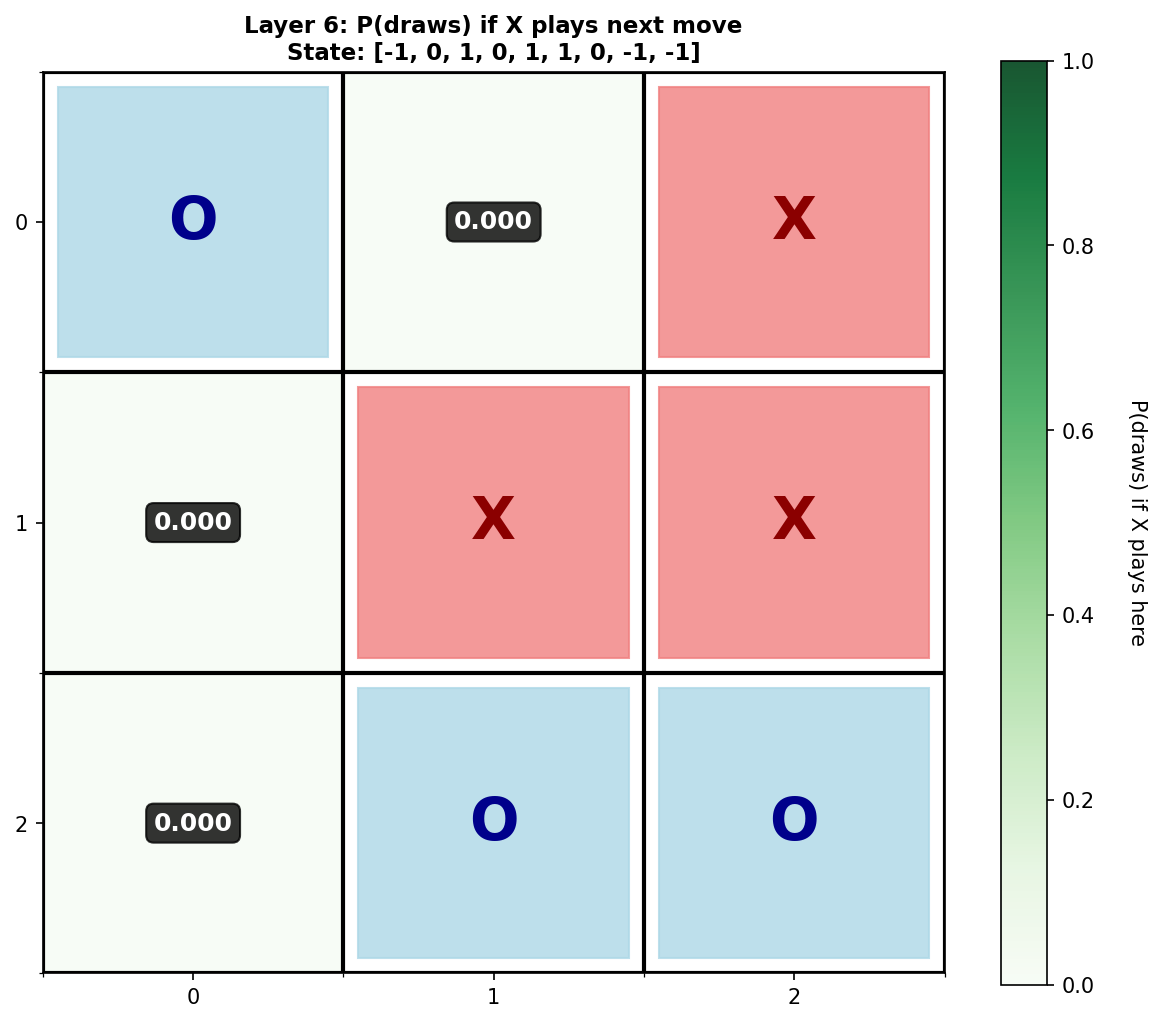 Layer 6: P(draws) if X plays next move
State: [-1, 0, 1, 0, 1, 1, 0, -1, -1]
0
O
0.000
X
1
0.000
X
X
2
0.000
O
O
0
1
2
1.0
0.8
0.6
0.4
0.2
0.0
P(draws) if X plays here